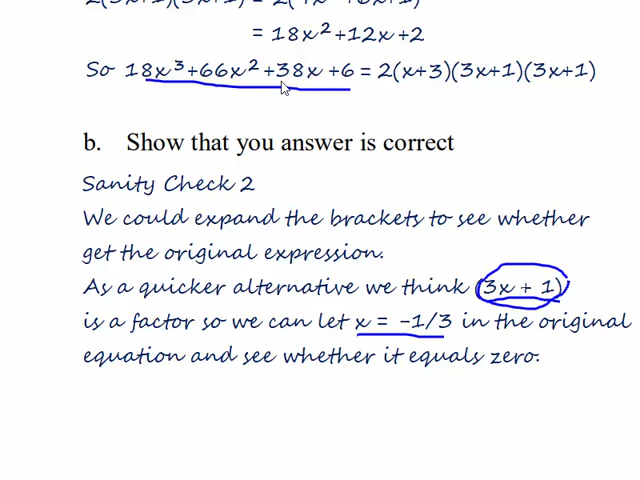 = 18x²+12x+2
So 18x³+66x²+38x+6 = 2(x+3)(3x+1)(3x+1)
b. Show that you answer is correct
Sanity Check 2
We could expand the brackets to see whether
get the original expression.
As a quicker alternative we think (3x + 1)
is a factor so we can let x = -1/3 in the original
equation and see whether it equals zero.